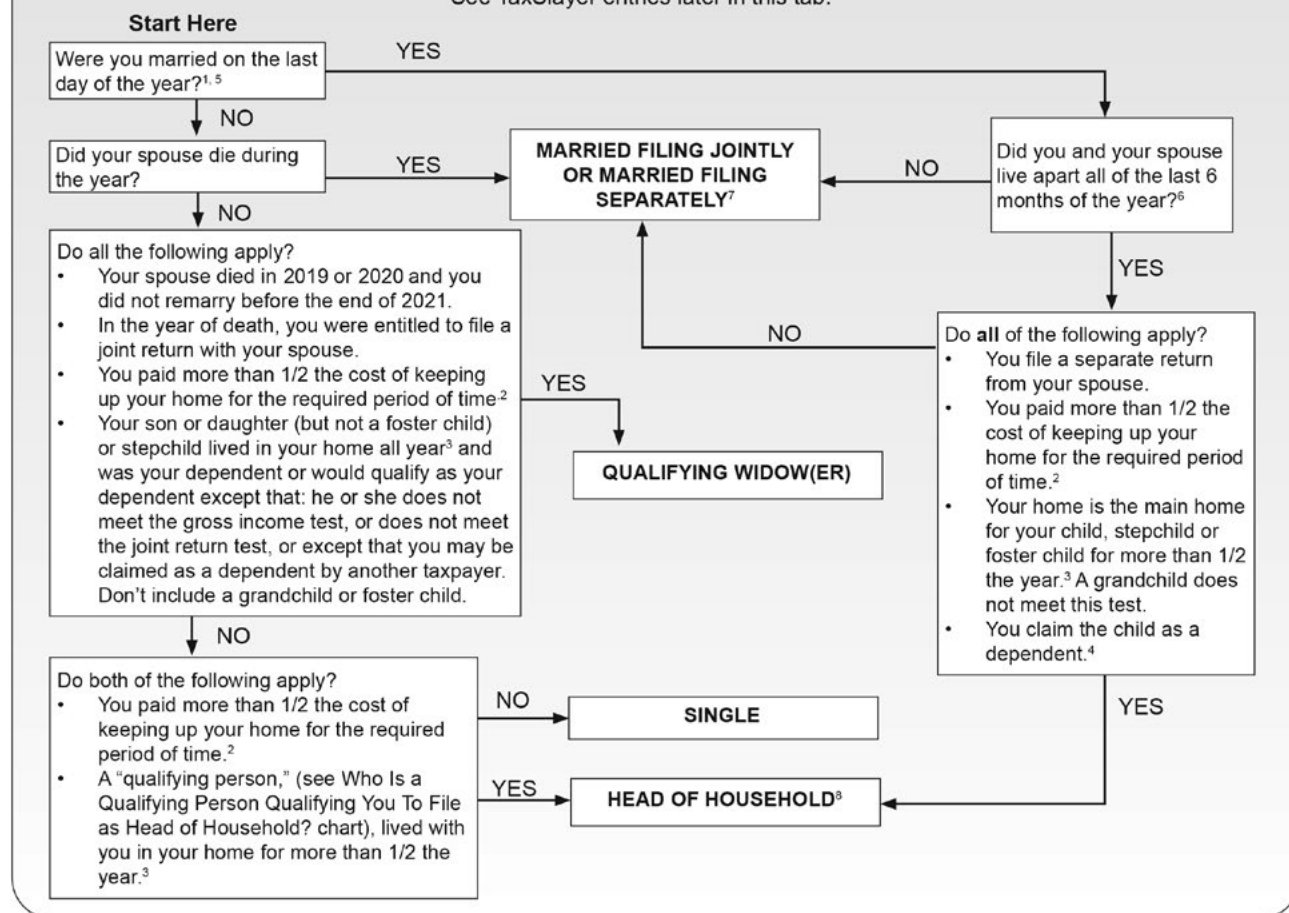 See TaxSlayer entries later in this tab.
Start Here
Were you married on the last
day of the year?1, 5
YES
NO
Did your spouse die during
the year?
YES
MARRIED FILING JOINTLY
OR MARRIED FILING
SEPARATELY7
NO
Did you and your spouse
live apart all of the last 6
months of the year?6
NO
YES
Do all the following apply?
• Your spouse died in 2019 or 2020 and you
did not remarry before the end of 2021.
• In the year of death, you were entitled to file a
joint return with your spouse.
• You paid more than 1/2 the cost of keeping
up your home for the required period of time.2
• Your son or daughter (but not a foster child)
or stepchild lived in your home all year3 and
was your dependent or would qualify as your
dependent except that: he or she does not
meet the gross income test, or does not meet
the joint return test, or except that you may be
claimed as a dependent by another taxpayer.
Don't include a grandchild or foster child.
YES
QUALIFYING WIDOW(ER)
NO
Do all of the following apply?
• You file a separate return
from your spouse.
• You paid more than 1/2 the
cost of keeping up your
home for the required period
of time.2
• Your home is the main home
for your child, stepchild or
foster child for more than 1/2
the year.3 A grandchild does
not meet this test.
• You claim the child as a
dependent.4
YES
NO
Do both of the following apply?
• You paid more than 1/2 the cost of
keeping up your home for the required
period of time.2
• A “qualifying person,” (see Who Is a
Qualifying Person Qualifying You To File
as Head of Household? chart), lived with
you in your home for more than 1/2 the
year.3
NO
SINGLE
YES
HEAD OF HOUSEHOLD8